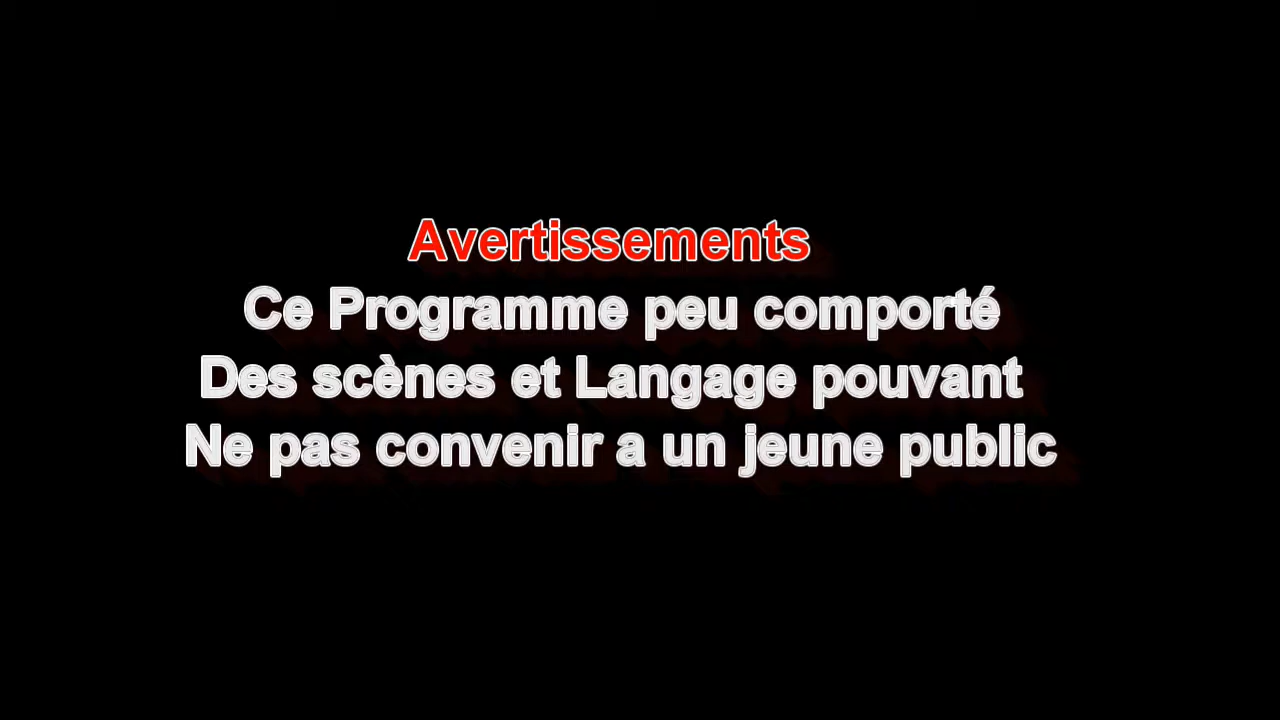 Avertissements
Ce Programme peu comporté
Des scènes et Langage pouvant
Ne pas convenir a un jeune public